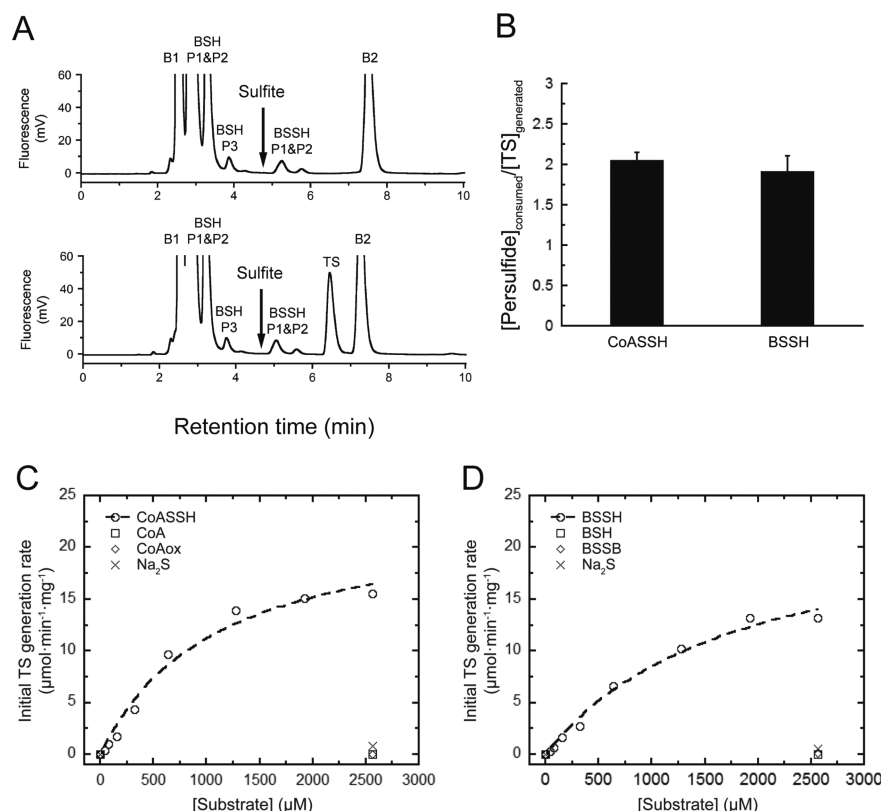 A
B1
BSH
P1&P2
B2
60
40
20
0
Fluorescence
(mV)
Sulfite
BSH
P3
BSSH
P1&P2
0 2 4 6 8 10
B1
BSH
P1&P2
TS
B2
60
40
20
0
Fluorescence
(mV)
Sulfite
BSH
P3
BSSH
P1&P2
0 2 4 6 8 10
Retention time (min)
B
[Persulfide]consumed/[TS]generated
3
2.5
2
1.5
1
0.5
0
CoASSH BSSH
C
Initial TS generation rate
(µmol·min⁻¹·mg⁻¹)
25
20
15
10
5
0
CoASSH
CoA
CoAox
Na₂S
0 500 1000 1500 2000 2500 3000
[Substrate] (µM)
D
Initial TS generation rate
(µmol·min⁻¹·mg⁻¹)
25
20
15
10
5
0
BSSH
BSH
BSSB
Na₂S
0 500 1000 1500 2000 2500 3000
[Substrate] (µM)